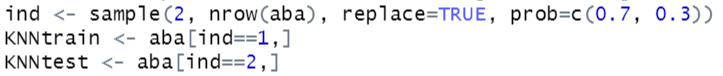 ind <- sample(2, nrow(aba), replace=TRUE, prob=c(0.7, 0.3))
KNNtrain <- aba[ind==1,]
KNNtest <- aba[ind==2,]